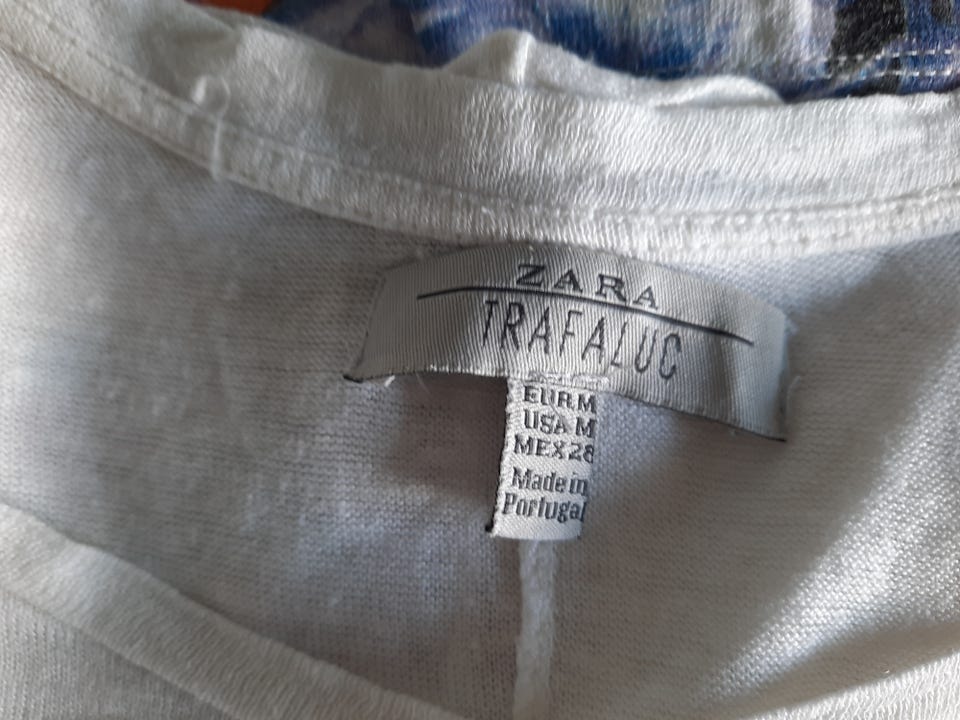 ZARA
TRAFALUC
EUR M
USA M
MEX 28
Made in
Portugal